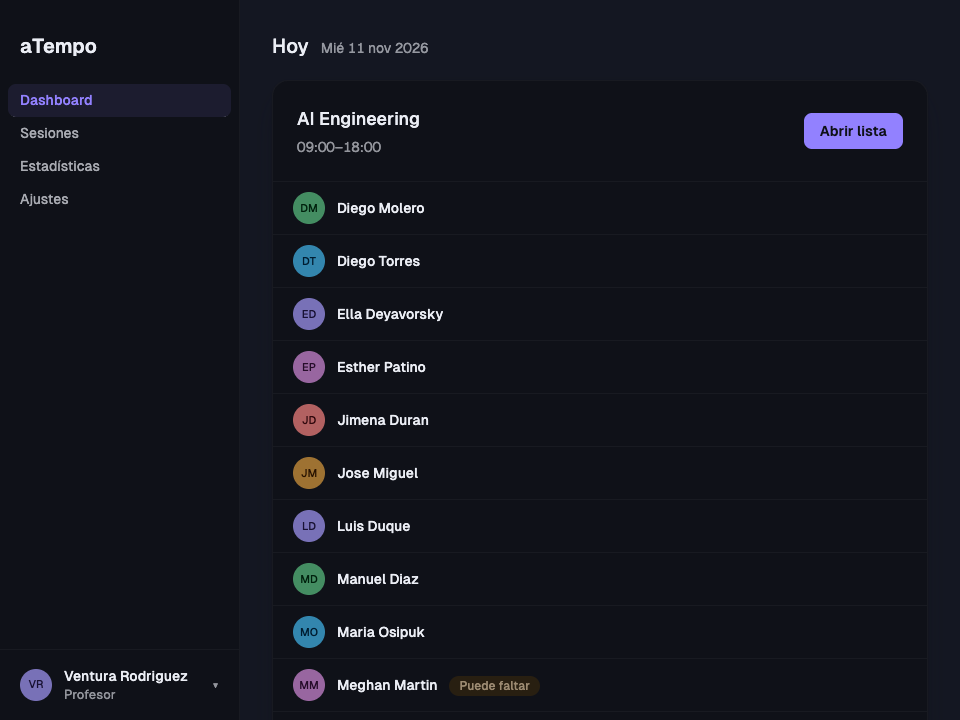 aTempo
Dashboard
Sesiones
Estadísticas
Ajustes
VR
Ventura Rodriguez
Profesor
▾
Hoy Mié 11 nov 2026
AI Engineering
09:00–18:00
Abrir lista
DM Diego Molero
DT Diego Torres
ED Ella Deyavorsky
EP Esther Patino
JD Jimena Duran
JM Jose Miguel
LD Luis Duque
MD Manuel Diaz
MO Maria Osipuk
MM Meghan Martin Puede faltar